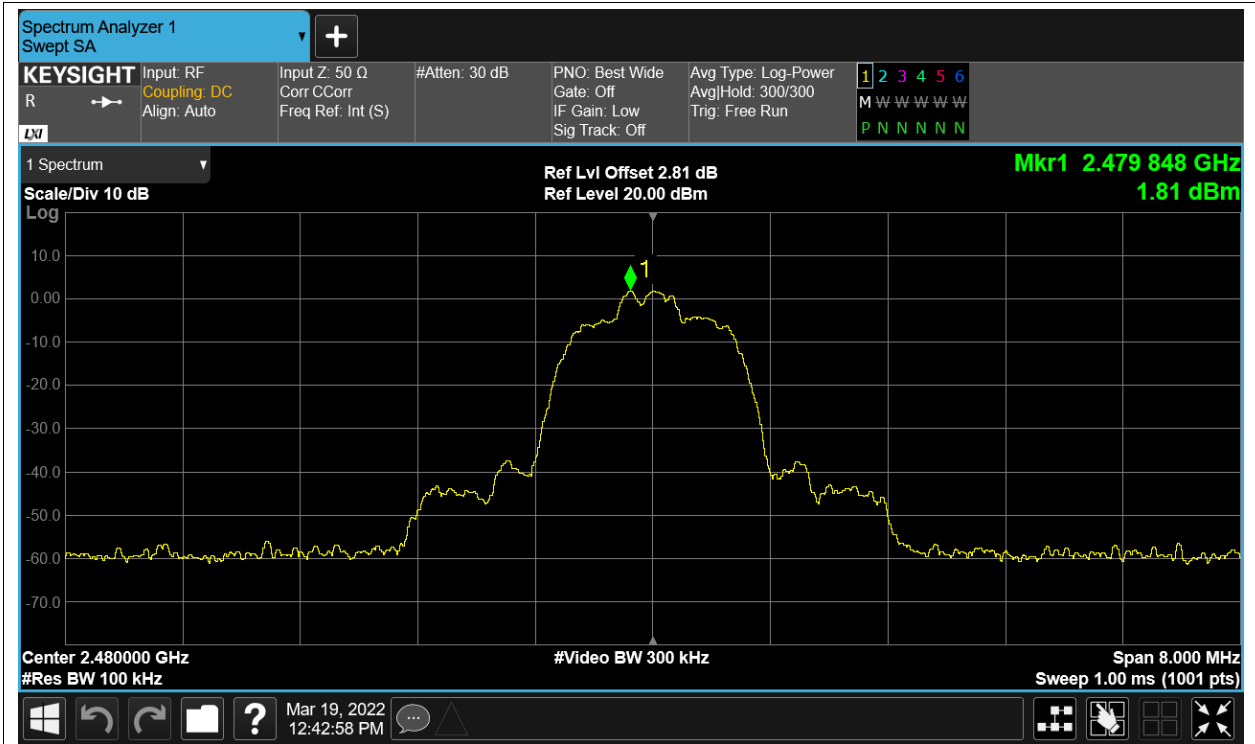 Spectrum Analyzer 1
Swept SA
KEYSIGHT
R
LXI
Input: RF
Coupling: DC
Align: Auto
Input Z: 50 Ω
Corr CCorr
Freq Ref: Int (S)
#Atten: 30 dB
PNO: Best Wide
Gate: Off
IF Gain: Low
Sig Track: Off
Avg Type: Log-Power
Avg|Hold: 300/300
Trig: Free Run
1 2 3 4 5 6
M W W W W W
P N N N N N
1 Spectrum
Scale/Div 10 dB
Log
Ref Lvl Offset 2.81 dB
Ref Level 20.00 dBm
Mkr1 2.479 848 GHz
1.81 dBm
1
10.0
0.00
-10.0
-20.0
-30.0
-40.0
-50.0
-60.0
-70.0
Center 2.480000 GHz
#Res BW 100 kHz
#Video BW 300 kHz
Span 8.000 MHz
Sweep 1.00 ms (1001 pts)
?
Mar 19, 2022
12:42:58 PM